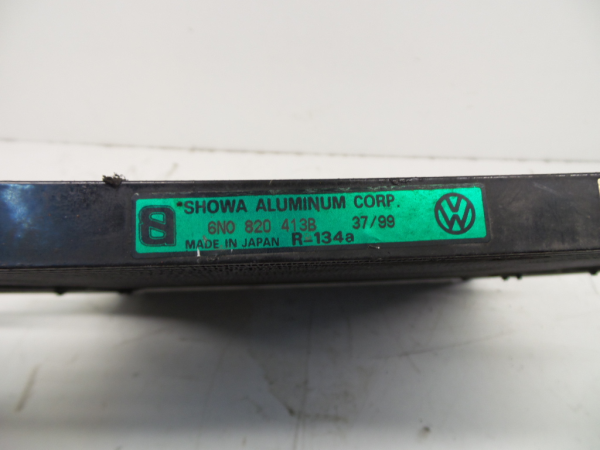 SHOWA ALUMINUM CORP.
6N0 820 413B 37/99
MADE IN JAPAN R-134a